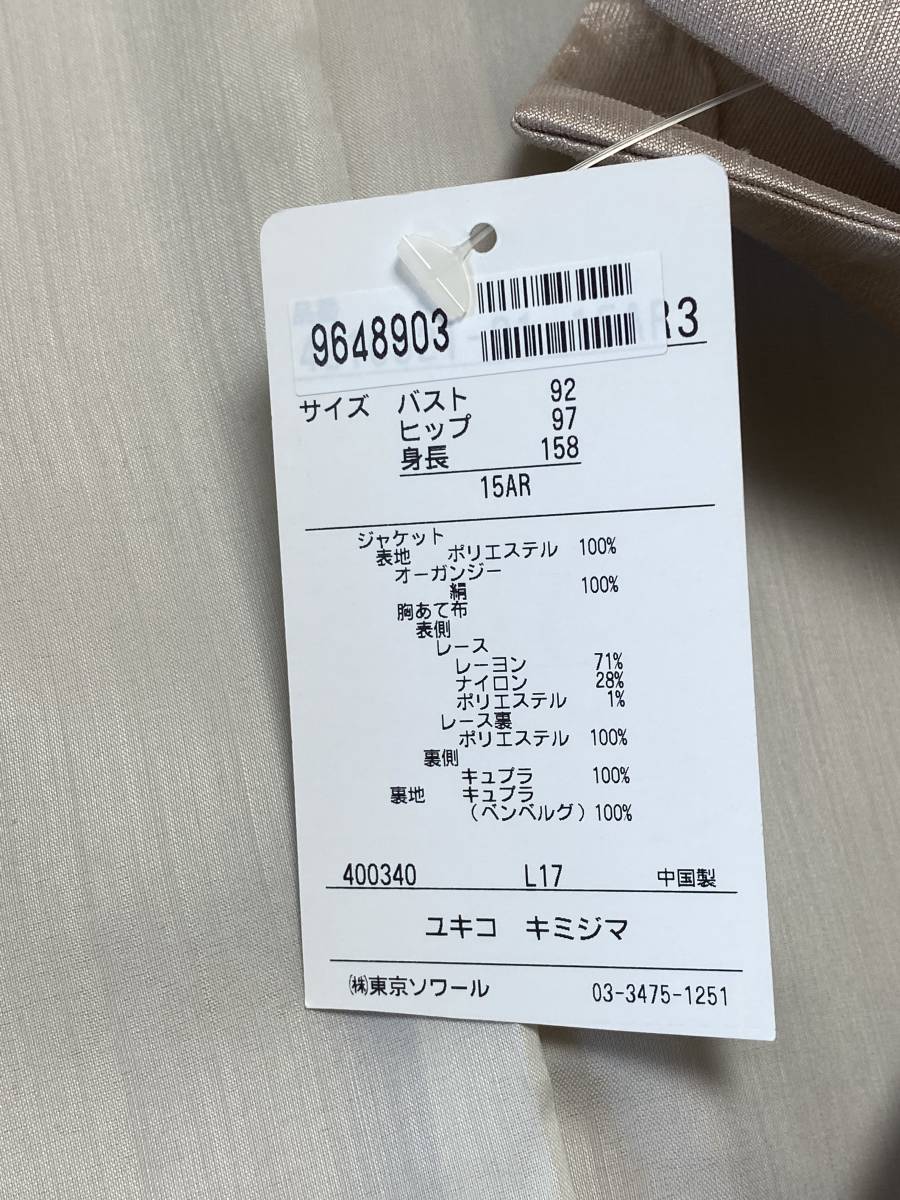 9648903
R3
サイズ バスト 92
ヒップ 97
身長 158
15AR
ジャケット
表地 ポリエステル 100%
オーガンジー
絹 100%
胸あて布
表側
レース
レーヨン 71%
ナイロン 28%
ポリエステル 1%
レース裏
ポリエステル 100%
裏側
キュプラ 100%
裏地 キュプラ
(ベンベルグ) 100%
400340 L17 中国製
ユキコ キミジマ
㈱東京ソワール 03-3475-1251